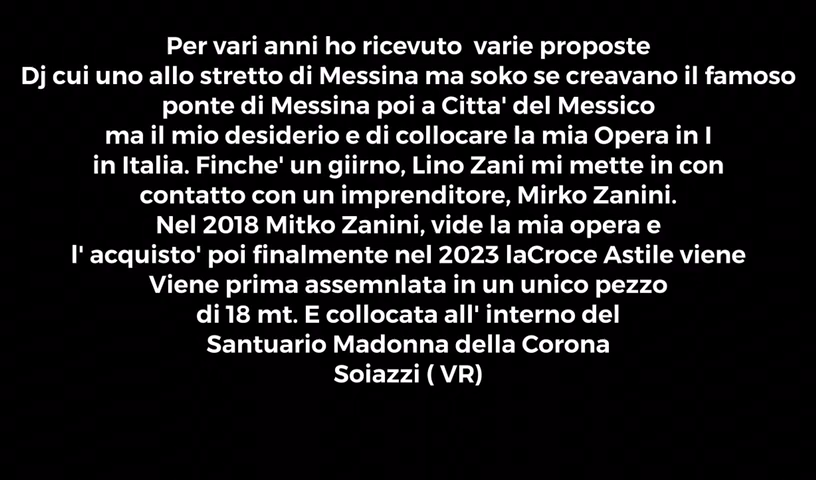 Per vari anni ho ricevuto  varie proposte
Dj cui uno allo stretto di Messina ma soko se creavano il famoso
ponte di Messina poi a Citta' del Messico
ma il mio desiderio e di collocare la mia Opera in I
in Italia. Finche' un giirno, Lino Zani mi mette in con
contatto con un imprenditore, Mirko Zanini.
Nel 2018 Mitko Zanini, vide la mia opera e
l' acquisto' poi finalmente nel 2023 laCroce Astile viene
Viene prima assemnlata in un unico pezzo
di 18 mt. E collocata all' interno del
Santuario Madonna della Corona
Soiazzi ( VR)